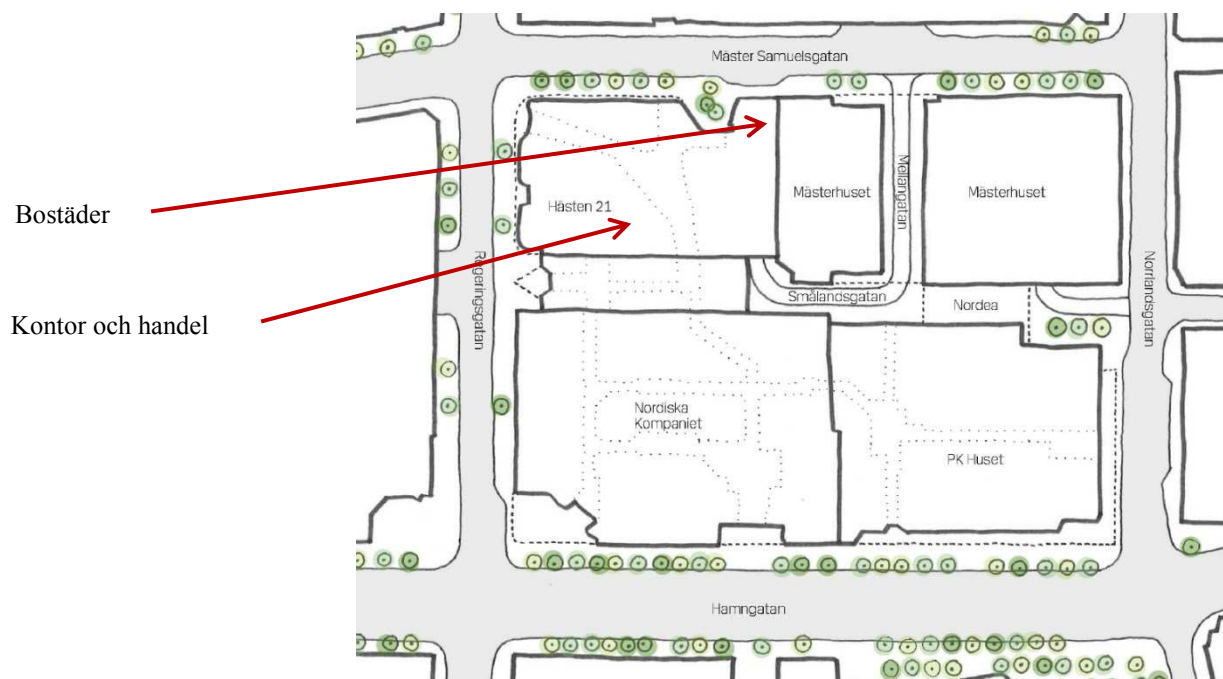 Mäster Samuelsgatan
Bostäder
Hästen 21
Mästerhuset
Mellangatan
Mästerhuset
Kontor och handel
Regeringsgatan
Smålandsgatan
Nordea
Norrlandsgatan
Nordiska
Kompaniet
PK Huset
Hamngatan